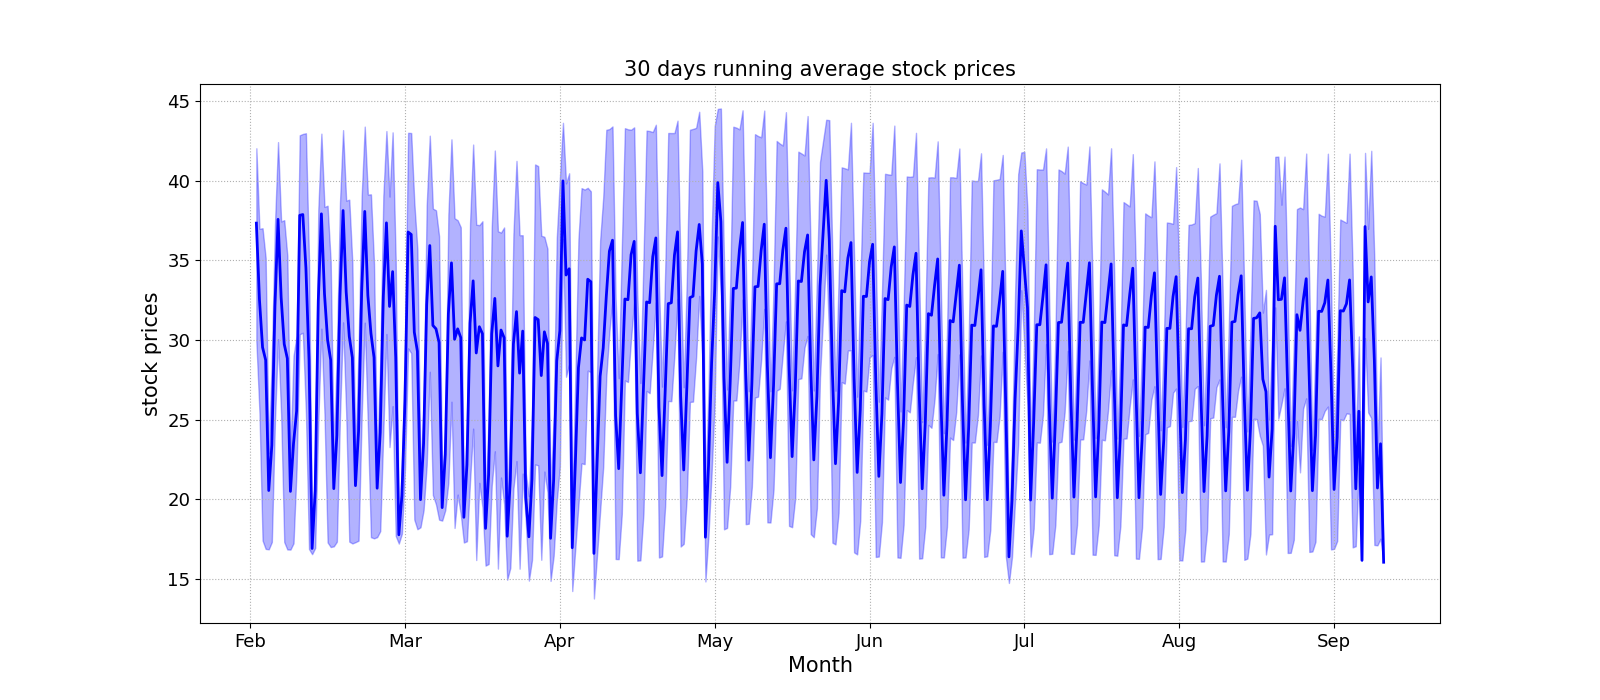 30 days running average stock prices
45
40
35
30
25
20
15
stock prices
Feb Mar Apr May Jun Jul Aug Sep
Month